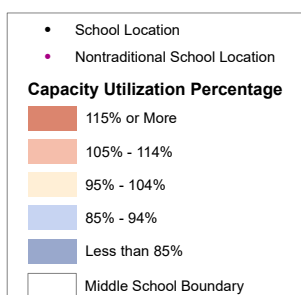 School Location
Nontraditional School Location
Capacity Utilization Percentage
115% or More
105% - 114%
95% - 104%
85% - 94%
Less than 85%
Middle School Boundary